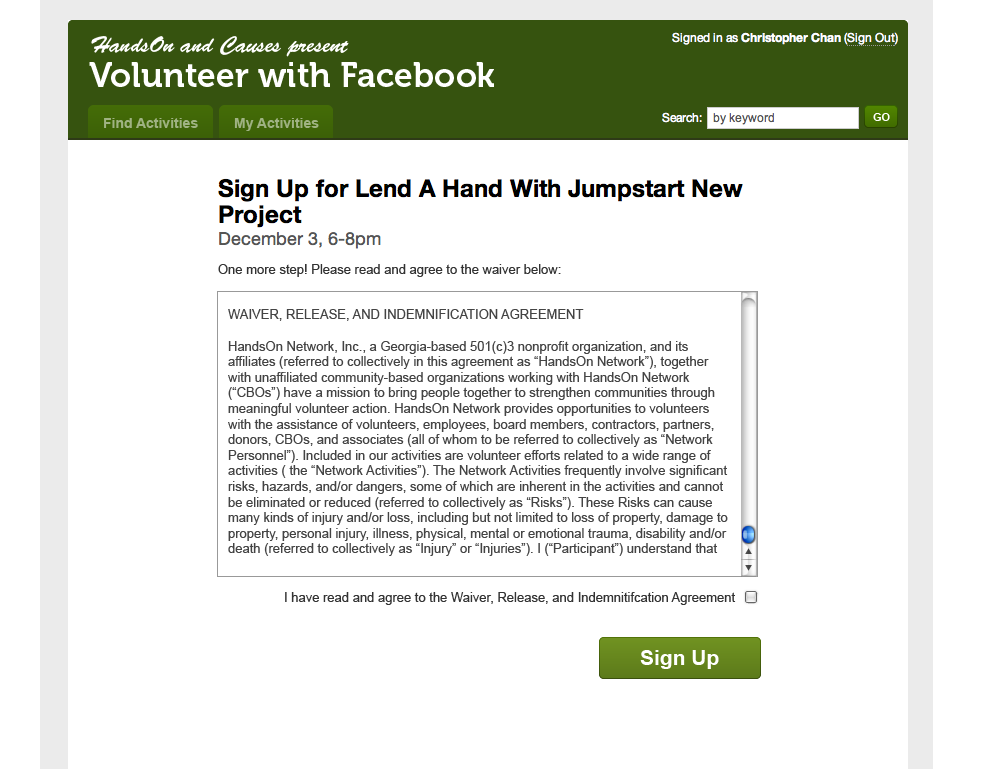 HandsOn and Causes present
Signed in as Christopher Chan (Sign Out)
Volunteer with Facebook
Find Activities
My Activities
Search:
by keyword
GO
Sign Up for Lend A Hand With Jumpstart New
Project
December 3, 6-8pm
One more step! Please read and agree to the waiver below:
WAIVER, RELEASE, AND INDEMNIFICATION AGREEMENT
HandsOn Network, Inc., a Georgia-based 501(c)3 nonprofit organization, and its
affiliates (referred to collectively in this agreement as “HandsOn Network”), together
with unaffiliated community-based organizations working with HandsOn Network
(“CBOs”) have a mission to bring people together to strengthen communities through
meaningful volunteer action. HandsOn Network provides opportunities to volunteers
with the assistance of volunteers, employees, board members, contractors, partners,
donors, CBOs, and associates (all of whom to be referred to collectively as “Network
Personnel”). Included in our activities are volunteer efforts related to a wide range of
activities ( the “Network Activities”). The Network Activities frequently involve significant
risks, hazards, and/or dangers, some of which are inherent in the activities and cannot
be eliminated or reduced (referred to collectively as “Risks”). These Risks can cause
many kinds of injury and/or loss, including but not limited to loss of property, damage to
property, personal injury, illness, physical, mental or emotional trauma, disability and/or
death (referred to collectively as “Injury” or “Injuries”). I (“Participant”) understand that
I have read and agree to the Waiver, Release, and Indemnitifcation Agreement
Sign Up